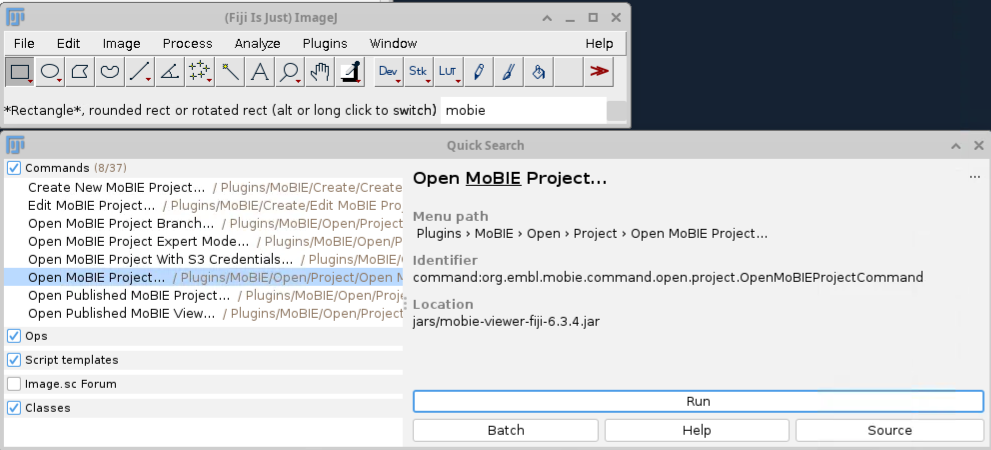 (Fiji Is Just) ImageJ
File Edit Image Process Analyze Plugins Window Help
Dev Stk LUT
*Rectangle*, rounded rect or rotated rect (alt or long click to switch) mobie
Quick Search
Commands (8/37)
Create New MoBIE Project... / Plugins/MoBIE/Create/Create
Edit MoBIE Project... / Plugins/MoBIE/Create/Edit MoBIE Pro
Open MoBIE Project Branch... / Plugins/MoBIE/Open/Project
Open MoBIE Project Expert Mode... / Plugins/MoBIE/Open/P
Open MoBIE Project With S3 Credentials... / Plugins/MoBIE/
Open MoBIE Project... / Plugins/MoBIE/Open/Project/Open M
Open Published MoBIE Project... / Plugins/MoBIE/Open/Proje
Open Published MoBIE View... / Plugins/MoBIE/Open/Project
Ops
Script templates
Image.sc Forum
Classes
Open MoBIE Project... ...
Menu path
Plugins › MoBIE › Open › Project › Open MoBIE Project...
Identifier
command:org.embl.mobie.command.open.project.OpenMoBIEProjectCommand
Location
jars/mobie-viewer-fiji-6.3.4.jar
Run
Batch Help Source